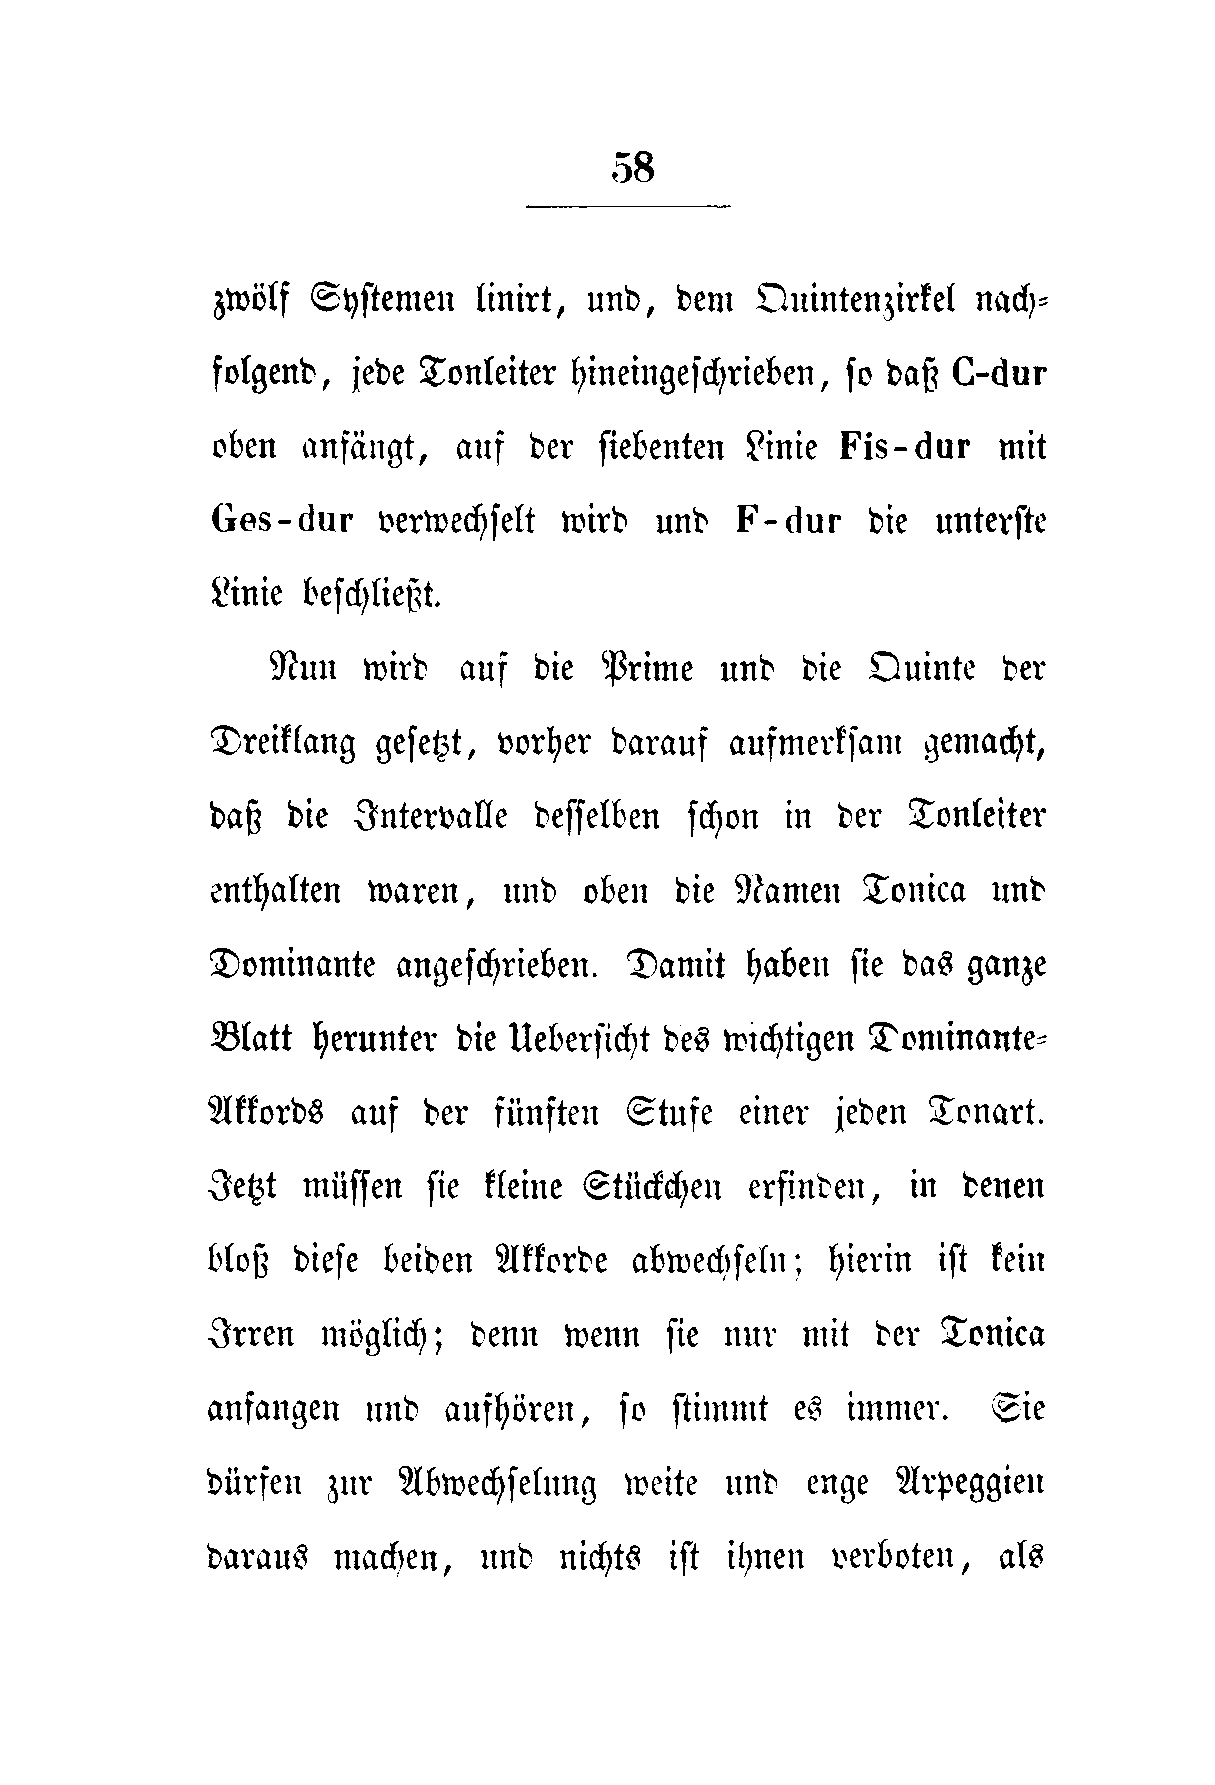 58
zwölf Systemen linirt, und, dem Quintenzirkel nach-
folgend, jede Tonleiter hineingeschrieben, so daß C-dur
oben anfängt, auf der siebenten Linie Fis-dur mit
Ges-dur verwechselt wird und F-dur die unterste
Linie beschließt.
Nun wird auf die Prime und die Quinte der
Dreiklang gesetzt, vorher darauf aufmerksam gemacht,
daß die Intervalle desselben schon in der Tonleiter
enthalten waren, und oben die Namen Tonica und
Dominante angeschrieben. Damit haben sie das ganze
Blatt herunter die Uebersicht des wichtigen Dominante-
Akkords auf der fünften Stufe einer jeden Tonart.
Jetzt müssen sie kleine Stückchen erfinden, in denen
bloß diese beiden Akkorde abwechseln; hierin ist kein
Irren möglich; denn wenn sie nur mit der Tonica
anfangen und aufhören, so stimmt es immer. Sie
dürfen zur Abwechselung weite und enge Arpeggien
daraus machen, und nichts ist ihnen verboten, als